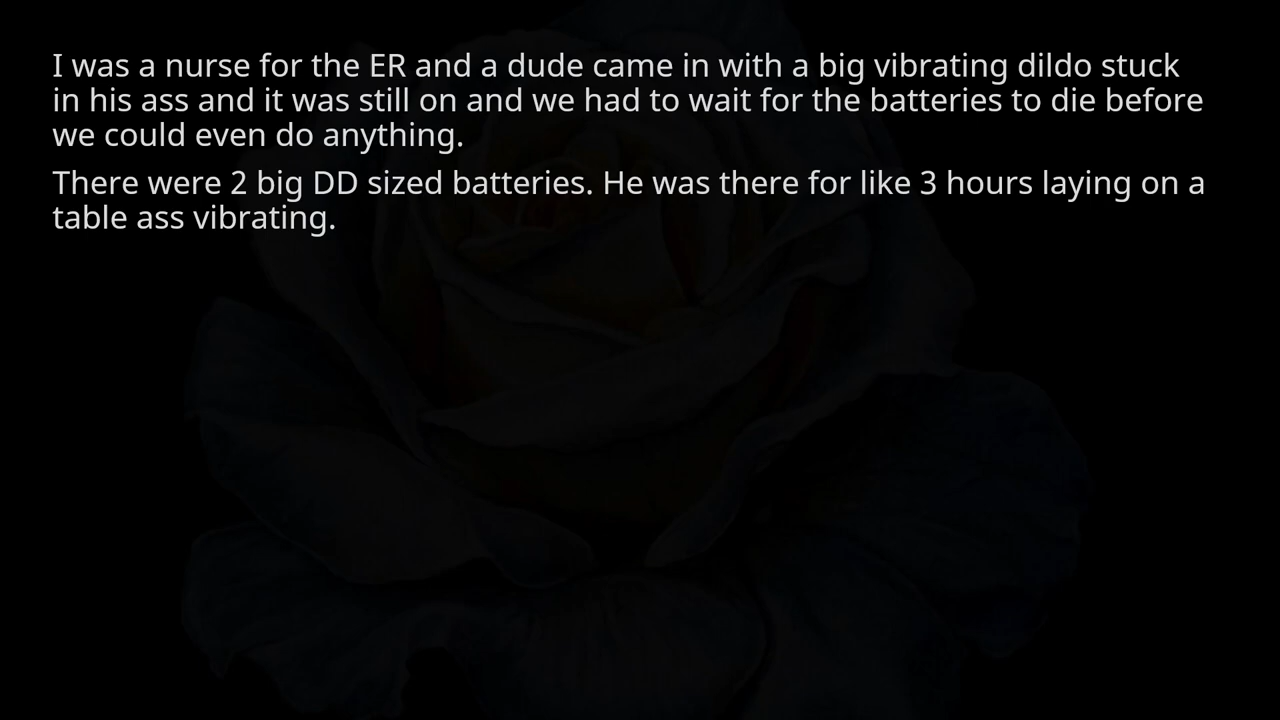 I was a nurse for the ER and a dude came in with a big vibrating dildo stuck
in his ass and it was still on and we had to wait for the batteries to die before
we could even do anything.
There were 2 big DD sized batteries. He was there for like 3 hours laying on a
table ass vibrating.